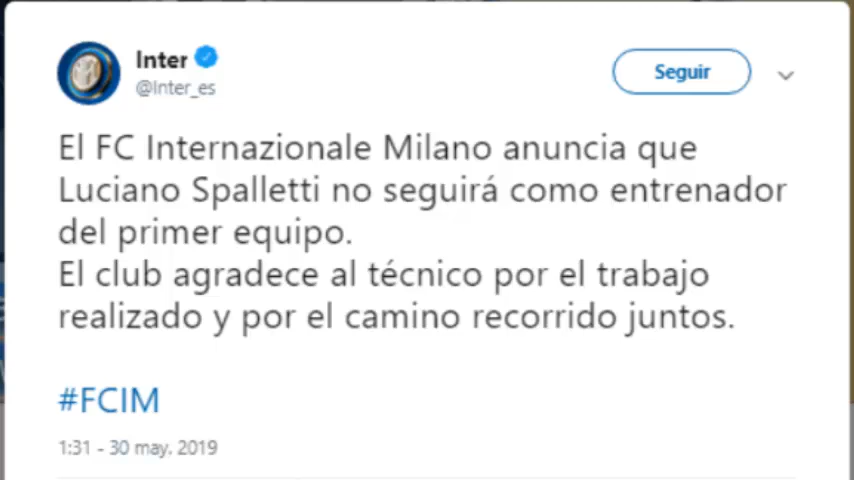 Inter
@Inter_es
Seguir
El FC Internazionale Milano anuncia que
Luciano Spalletti no seguirá como entrenador
del primer equipo.
El club agradece al técnico por el trabajo
realizado y por el camino recorrido juntos.
#FCIM
1:31 - 30 may. 2019